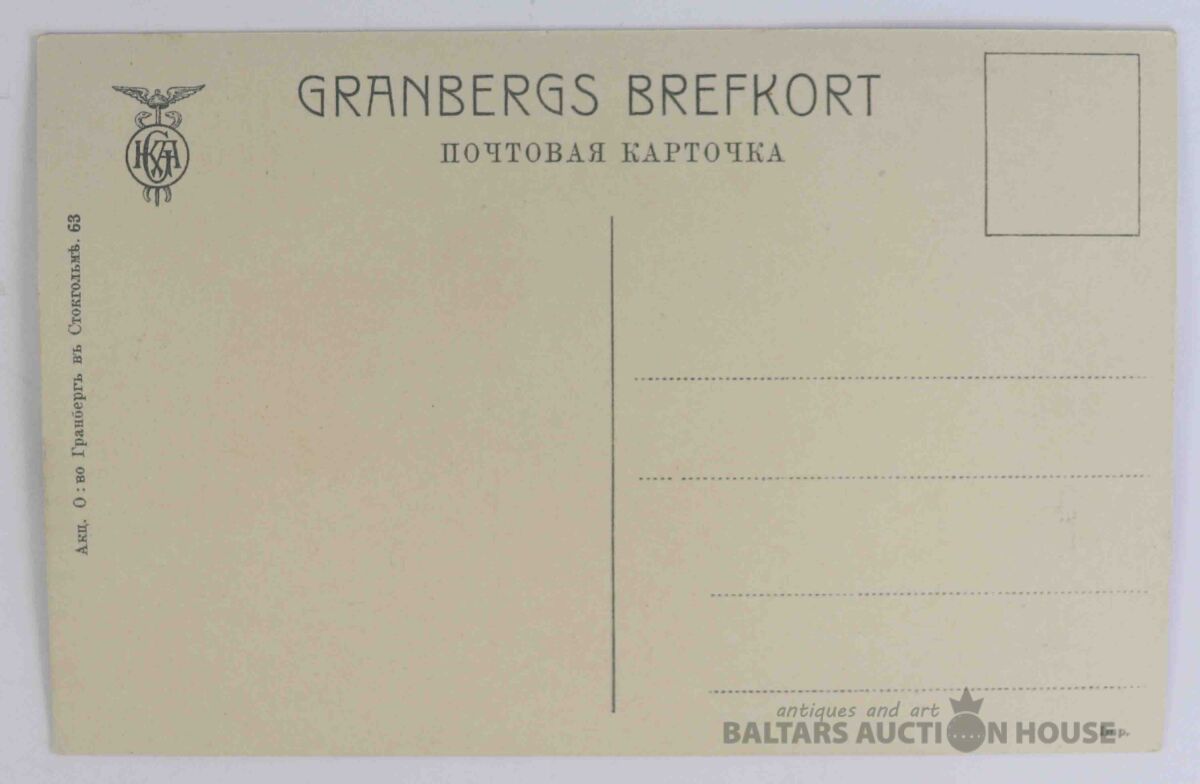 GRANBERGS BREFKORT
ПОЧТОВАЯ КАРТОЧКА
Акц. О:во Гранбергъ въ Стокгольмѣ. 63
antiques and art
BALTARS AUCTION HOUSE